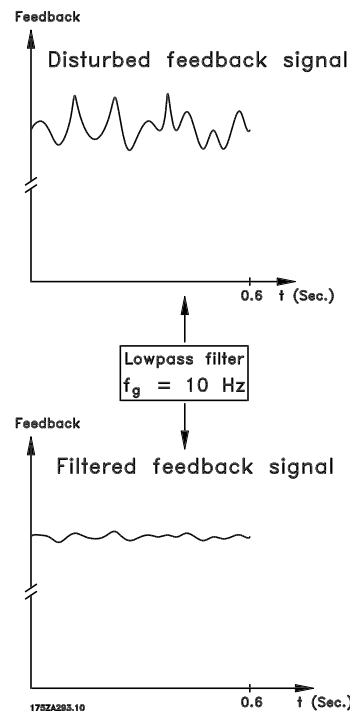 Feedback
Disturbed feedback signal
0.6 t (Sec.)
Lowpass filter
fg = 10 Hz
Feedback
Filtered feedback signal
0.6 t (Sec.)
175ZA293.10